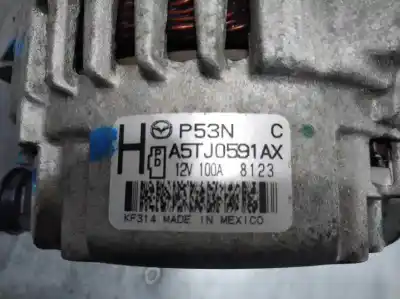 H P53N C
A5TJ0591AX
12V 100A 8123
KF314 MADE IN MEXICO